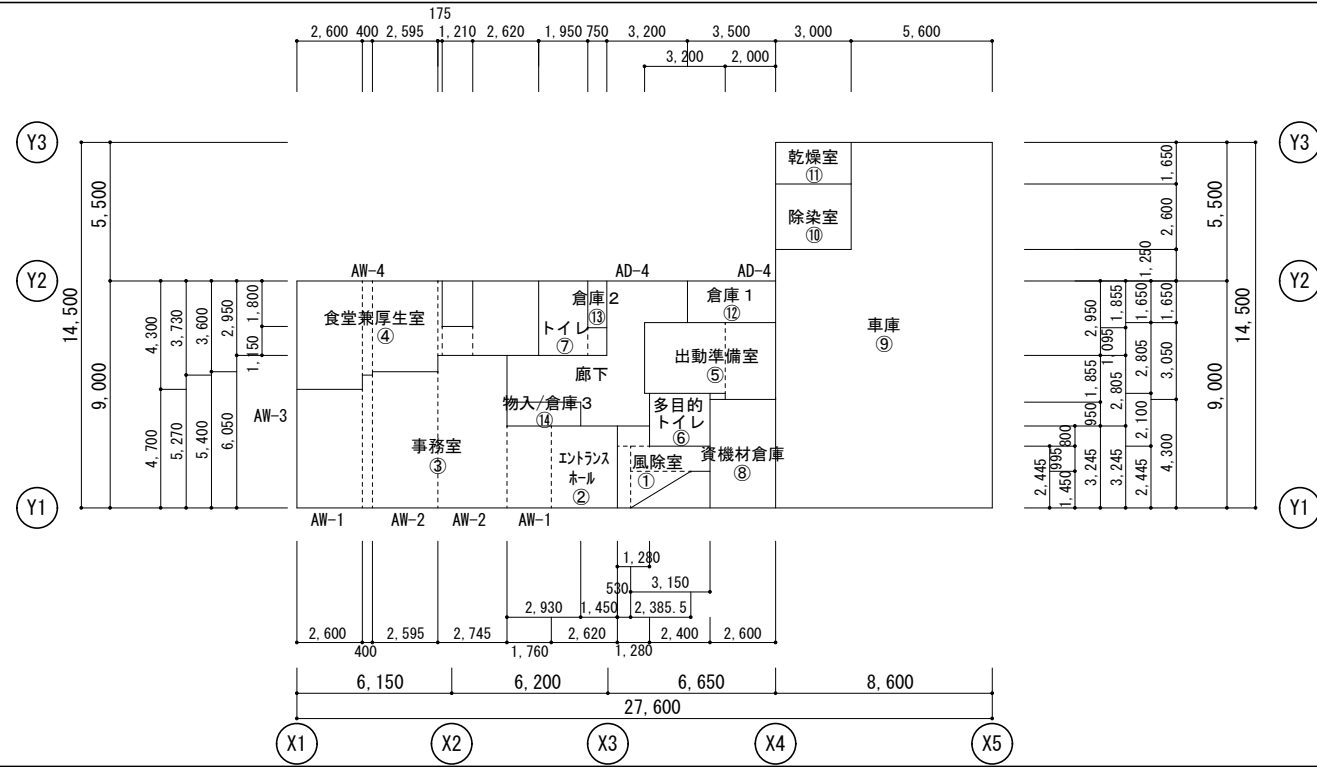 175
2,600 400 2,595 1,210 2,620 1,950 750 3,200 3,500 3,000 5,600
3,200 2,000
Y3 Y3
Y2 Y2
Y1 Y1
14,500
5,500
9,000
4,300
4,700
3,730
5,270
3,600
5,400
2,950
6,050
1,800
1,150
AW-4 AD-4 AD-4
AW-3
乾燥室
⑪
除染室
⑩
倉庫2
⑬
倉庫1
⑫
食堂兼厚生室
④
トイレ
⑦
車庫
⑨
出動準備室
⑤
廊下
物入/倉庫3
⑭
多目的
トイレ
⑥
事務室
③
エントランス
ホール
②
風除室
①
資機材倉庫
⑧
AW-1 AW-2 AW-2 AW-1
2,445
995
1,450
800
2,950
1,855
950
3,245
1,855
1,095
2,805
3,245
1,650
2,805
2,100
2,445
1,650
2,600
1,250
1,650
3,050
4,300
5,500
9,000
14,500
1,280
530 3,150
2,930 1,450 2,385.5
2,600 2,595 2,745 2,620 2,400 2,600
400 1,760 1,280
6,150 6,200 6,650 8,600
27,600
X1 X2 X3 X4 X5